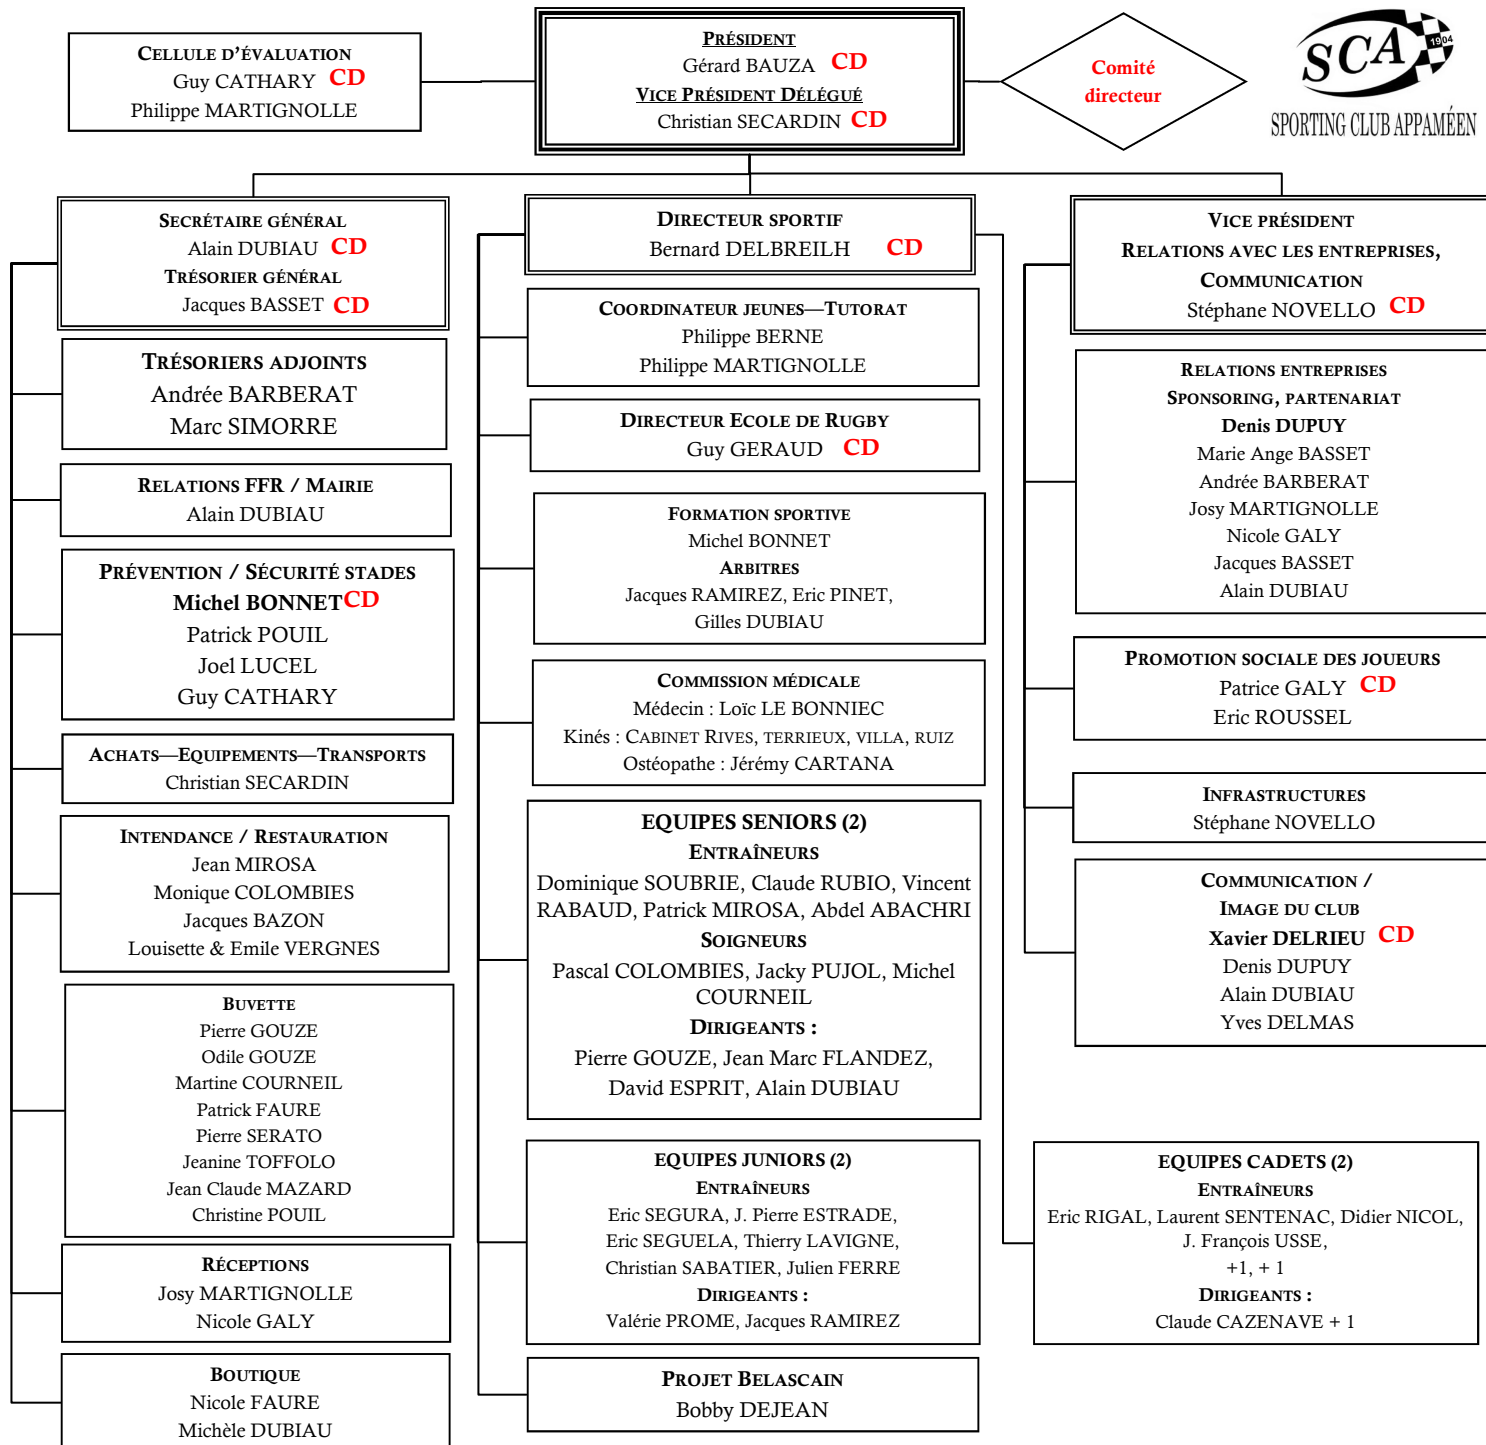 CELLULE D'ÉVALUATION
Guy CATHARY CD
Philippe MARTIGNOLLE
PRÉSIDENT
Gérard BAUZA CD
VICE PRÉSIDENT DÉLÉGUÉ
Christian SECARDIN CD
Comité
directeur
SCA
1904
SPORTING CLUB APPAMÉEN
SECRÉTAIRE GÉNÉRAL
Alain DUBIAU CD
TRÉSORIER GÉNÉRAL
Jacques BASSET CD
TRÉSORIERS ADJOINTS
Andrée BARBERAT
Marc SIMORRE
RELATIONS FFR / MAIRIE
Alain DUBIAU
PRÉVENTION / SÉCURITÉ STADES
Michel BONNET CD
Patrick POUIL
Joel LUCEL
Guy CATHARY
ACHATS—EQUIPEMENTS—TRANSPORTS
Christian SECARDIN
INTENDANCE / RESTAURATION
Jean MIROSA
Monique COLOMBIES
Jacques BAZON
Louisette & Emile VERGNES
BUVETTE
Pierre GOUZE
Odile GOUZE
Martine COURNEIL
Patrick FAURE
Pierre SERATO
Jeanine TOFFOLO
Jean Claude MAZARD
Christine POUIL
RÉCEPTIONS
Josy MARTIGNOLLE
Nicole GALY
BOUTIQUE
Nicole FAURE
Michèle DUBIAU
DIRECTEUR SPORTIF
Bernard DELBREILH CD
COORDINATEUR JEUNES—TUTORAT
Philippe BERNE
Philippe MARTIGNOLLE
DIRECTEUR ECOLE DE RUGBY
Guy GERAUD CD
FORMATION SPORTIVE
Michel BONNET
ARBITRES
Jacques RAMIREZ, Eric PINET,
Gilles DUBIAU
COMMISSION MÉDICALE
Médecin : Loïc LE BONNIEC
Kinés : CABINET RIVES, TERRIEUX, VILLA, RUIZ
Ostéopathe : Jérémy CARTANA
EQUIPES SENIORS (2)
ENTRAÎNEURS
Dominique SOUBRIE, Claude RUBIO, Vincent
RABAUD, Patrick MIROSA, Abdel ABACHRI
SOIGNEURS
Pascal COLOMBIES, Jacky PUJOL, Michel
COURNEIL
DIRIGEANTS :
Pierre GOUZE, Jean Marc FLANDEZ,
David ESPRIT, Alain DUBIAU
EQUIPES JUNIORS (2)
ENTRAÎNEURS
Eric SEGURA, J. Pierre ESTRADE,
Eric SEGUELA, Thierry LAVIGNE,
Christian SABATIER, Julien FERRE
DIRIGEANTS :
Valérie PROME, Jacques RAMIREZ
PROJET BELASCAIN
Bobby DEJEAN
VICE PRÉSIDENT
RELATIONS AVEC LES ENTREPRISES,
COMMUNICATION
Stéphane NOVELLO CD
RELATIONS ENTREPRISES
SPONSORING, PARTENARIAT
Denis DUPUY
Marie Ange BASSET
Andrée BARBERAT
Josy MARTIGNOLLE
Nicole GALY
Jacques BASSET
Alain DUBIAU
PROMOTION SOCIALE DES JOUEURS
Patrice GALY CD
Eric ROUSSEL
INFRASTRUCTURES
Stéphane NOVELLO
COMMUNICATION /
IMAGE DU CLUB
Xavier DELRIEU CD
Denis DUPUY
Alain DUBIAU
Yves DELMAS
EQUIPES CADETS (2)
ENTRAÎNEURS
Eric RIGAL, Laurent SENTENAC, Didier NICOL,
J. François USSE,
+1, + 1
DIRIGEANTS :
Claude CAZENAVE + 1